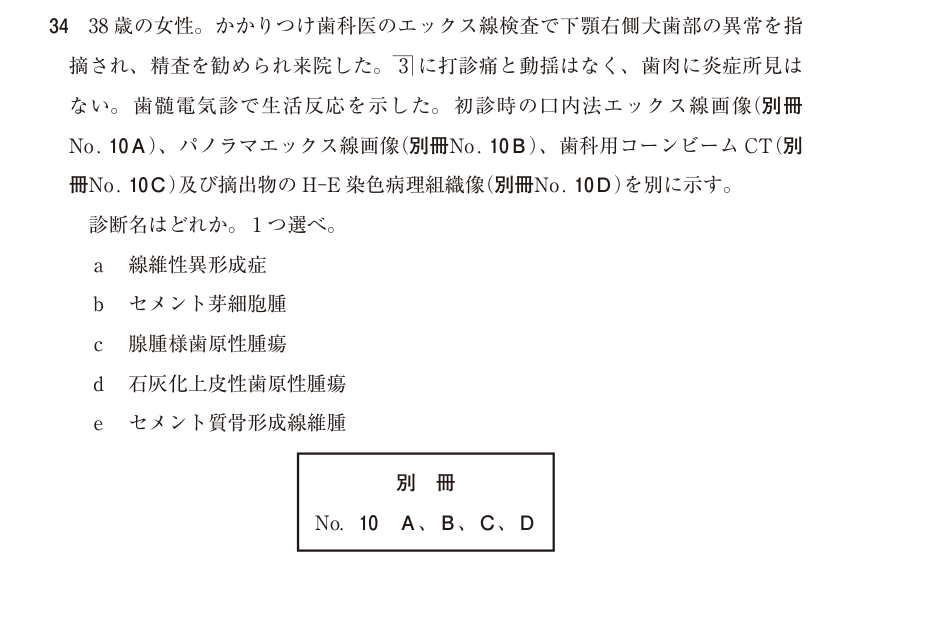 34 38歳の女性。かかりつけ歯科医のエックス線検査で下顎右側犬歯部の異常を指
摘され、精査を勧められ来院した。3に打診痛と動揺はなく、歯肉に炎症所見は
ない。歯髄電気診で生活反応を示した。初診時の口内法エックス線画像(別冊
No. 10A)、パノラマエックス線画像(別冊No. 10B)、歯科用コーンビームCT(別
冊No. 10C)及び摘出物のH-E染色病理組織像(別冊No. 10D)を別に示す。
診断名はどれか。1つ選べ。
a 線維性異形成症
b セメント芽細胞腫
c 腺腫様歯原性腫瘍
d 石灰化上皮性歯原性腫瘍
e セメント質骨形成線維腫
別 冊
No. 10 A、B、C、D